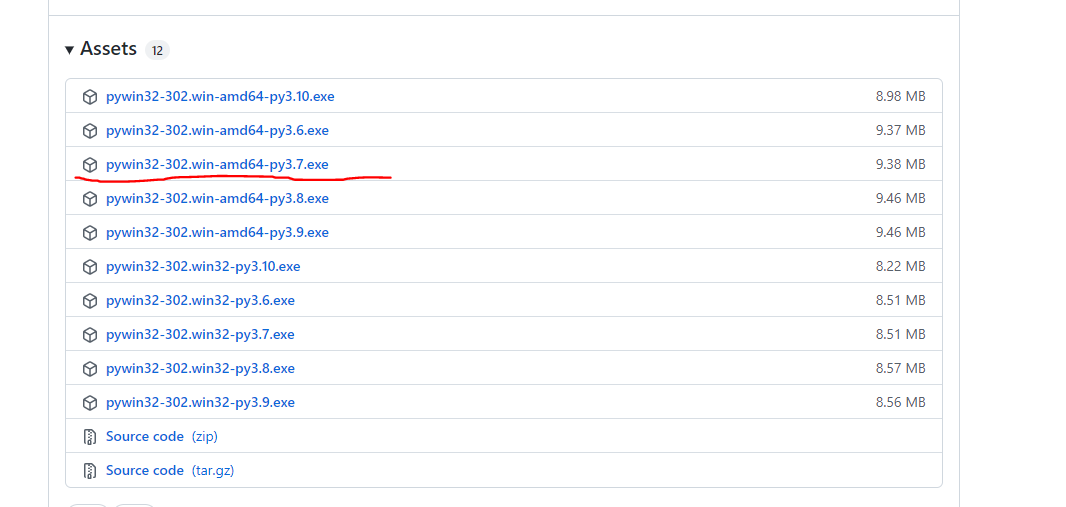 Assets 12
pywin32-302.win-amd64-py3.10.exe 8.98 MB
pywin32-302.win-amd64-py3.6.exe 9.37 MB
pywin32-302.win-amd64-py3.7.exe 9.38 MB
pywin32-302.win-amd64-py3.8.exe 9.46 MB
pywin32-302.win-amd64-py3.9.exe 9.46 MB
pywin32-302.win32-py3.10.exe 8.22 MB
pywin32-302.win32-py3.6.exe 8.51 MB
pywin32-302.win32-py3.7.exe 8.51 MB
pywin32-302.win32-py3.8.exe 8.57 MB
pywin32-302.win32-py3.9.exe 8.56 MB
Source code (zip)
Source code (tar.gz)